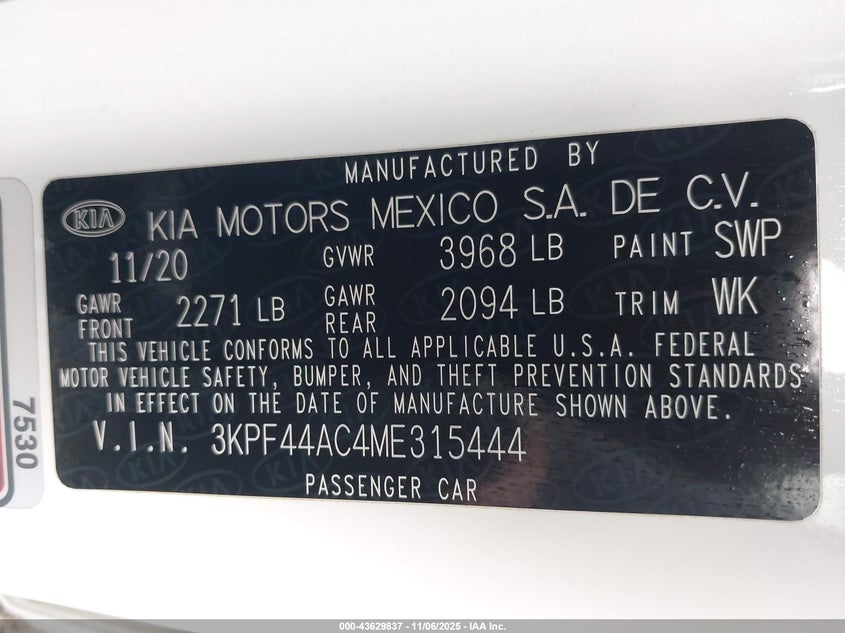 MANUFACTURED BY
KIA KIA MOTORS MEXICO S.A. DE C.V.
11/20 GVWR 3968 LB PAINT SWP
GAWR FRONT 2271 LB GAWR REAR 2094 LB TRIM WK
THIS VEHICLE CONFORMS TO ALL APPLICABLE U.S.A. FEDERAL
MOTOR VEHICLE SAFETY, BUMPER, AND THEFT PREVENTION STANDARDS
IN EFFECT ON THE DATE OF MANUFACTURE SHOWN ABOVE.
V.I.N. 3KPF44AC4ME315444
PASSENGER CAR
7530
000-43629837 - 11/06/2025 - IAA Inc.